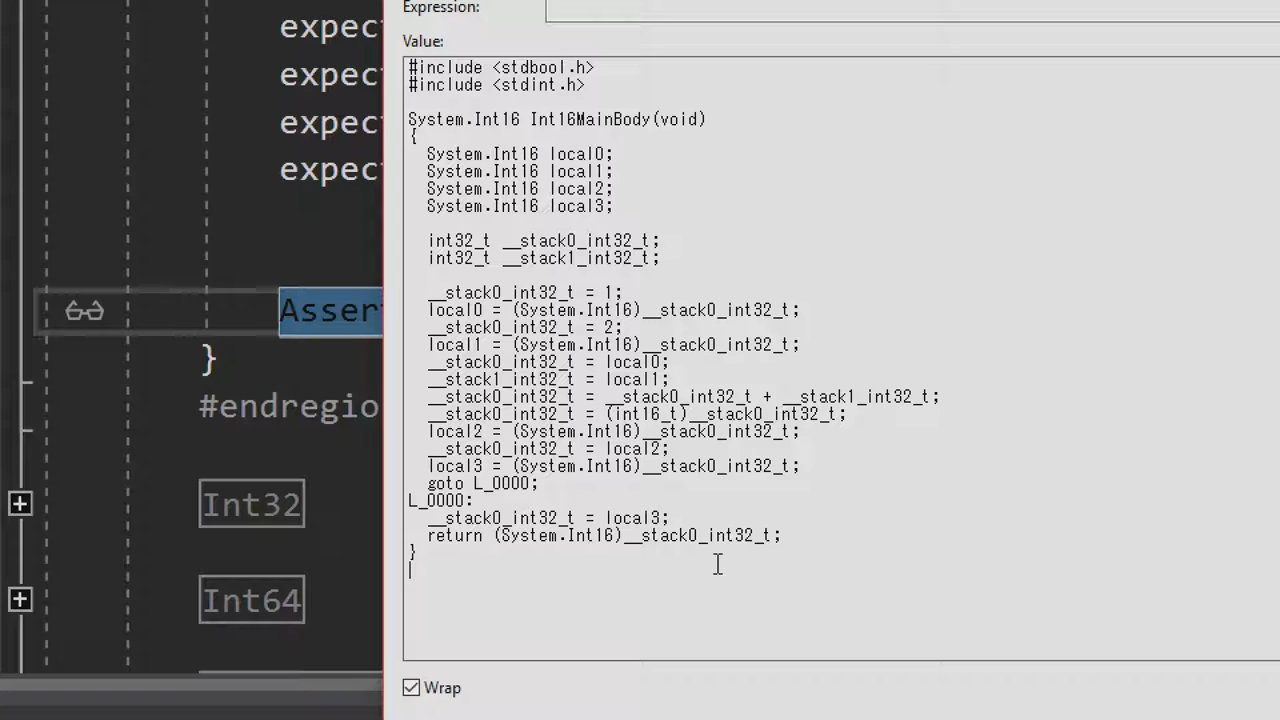 expect
expect
expect
expect
Assert
}
#endregio
Int32
Int64
Expression:
Value:
#include <stdbool.h>
#include <stdint.h>
System.Int16 Int16MainBody(void)
{
System.Int16 local0;
System.Int16 local1;
System.Int16 local2;
System.Int16 local3;
int32_t __stack0_int32_t;
int32_t __stack1_int32_t;
__stack0_int32_t = 1;
local0 = (System.Int16)__stack0_int32_t;
__stack0_int32_t = 2;
local1 = (System.Int16)__stack0_int32_t;
__stack0_int32_t = local0;
__stack1_int32_t = local1;
__stack0_int32_t = __stack0_int32_t + __stack1_int32_t;
__stack0_int32_t = (int16_t)__stack0_int32_t;
local2 = (System.Int16)__stack0_int32_t;
__stack0_int32_t = local2;
local3 = (System.Int16)__stack0_int32_t;
goto L_0000;
L_0000:
__stack0_int32_t = local3;
return (System.Int16)__stack0_int32_t;
}
Wrap